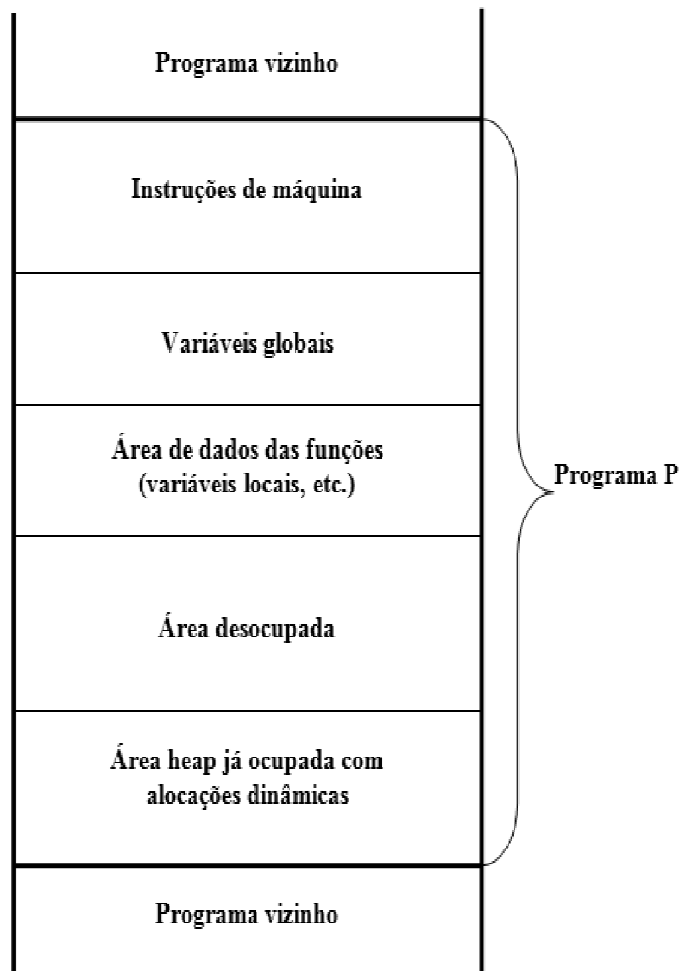 Programa vizinho
Instruções de máquina
Variáveis globais
Área de dados das funções
(variáveis locais, etc.)
Programa P
Área desocupada
Área heap já ocupada com
alocações dinâmicas
Programa vizinho